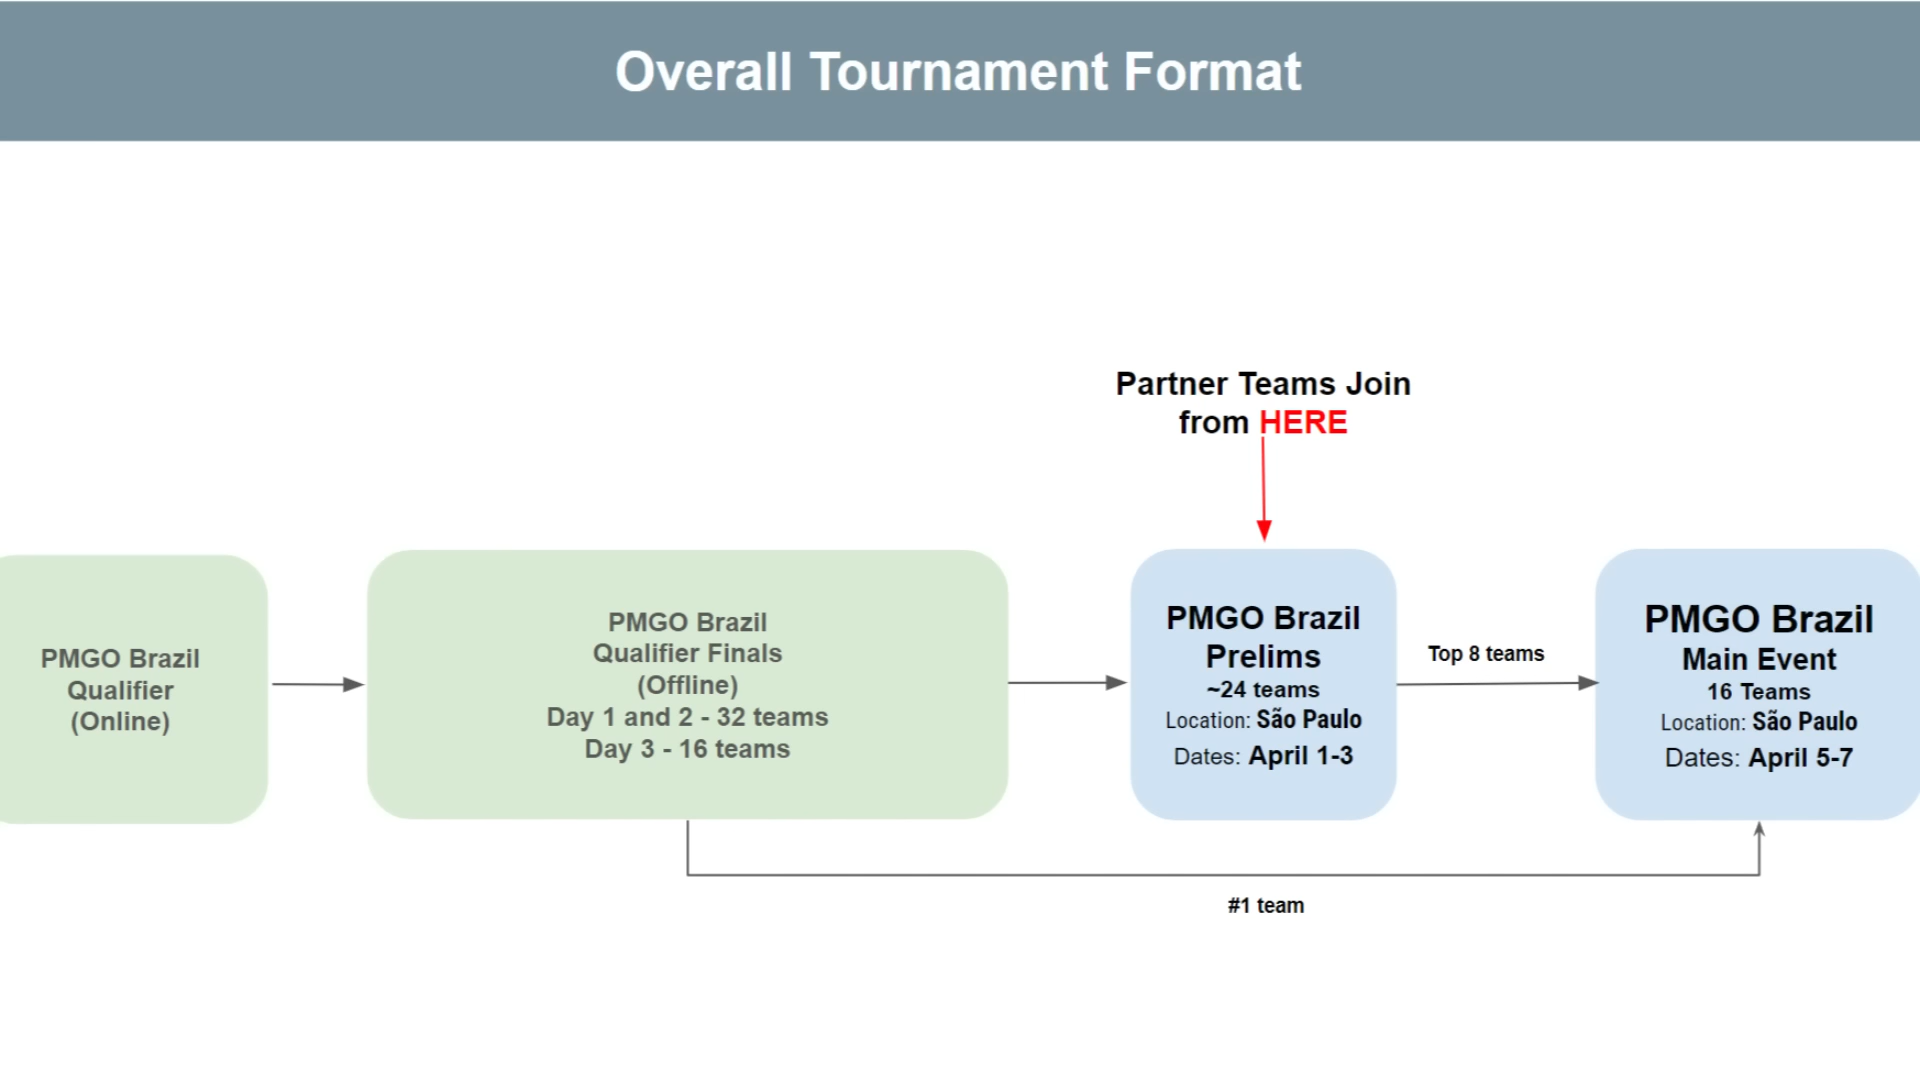 Overall Tournament Format
Partner Teams Join
from HERE
PMGO Brazil
Qualifier
(Online)
PMGO Brazil
Qualifier Finals
(Offline)
Day 1 and 2 - 32 teams
Day 3 - 16 teams
PMGO Brazil
Prelims
~24 teams
Location: São Paulo
Dates: April 1-3
Top 8 teams
PMGO Brazil
Main Event
16 Teams
Location: São Paulo
Dates: April 5-7
#1 team